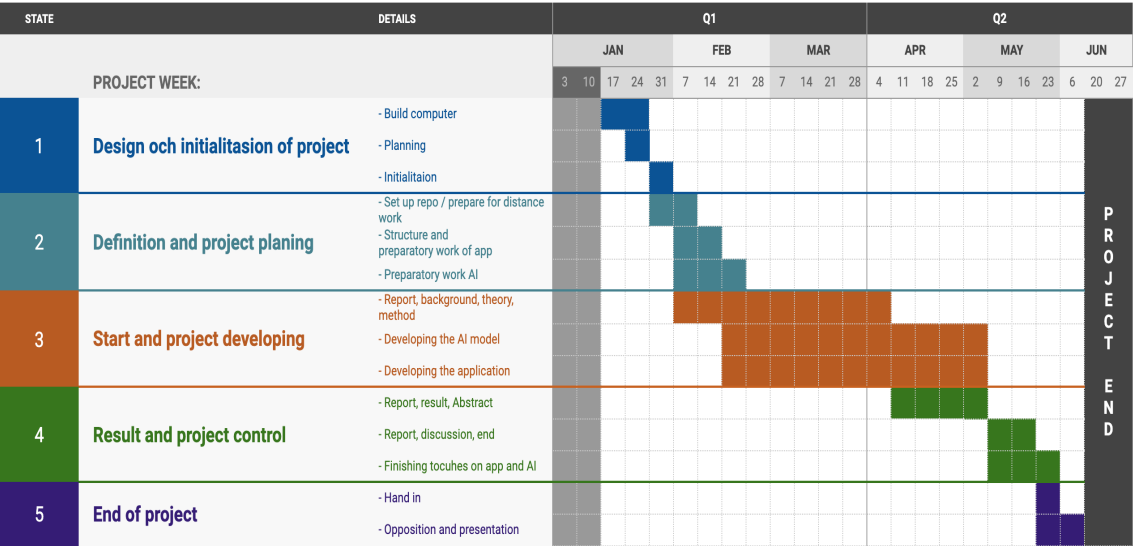 STATE DETAILS Q1 Q2
JAN FEB MAR APR MAY JUN
PROJECT WEEK: 3 10 17 24 31 7 14 21 28 7 14 21 28 4 11 18 25 2 9 16 23 6 20 27
1 Design och initialitasion of project
- Build computer
- Planning
- Initialitaion
2 Definition and project planing
- Set up repo / prepare for distance
work
- Structure and
preparatory work of app
- Preparatory work AI
3 Start and project developing
- Report, background, theory,
method
- Developing the AI model
- Developing the application
4 Result and project control
- Report, result, Abstract
- Report, discussion, end
- Finishing tocuhes on app and AI
5 End of project
- Hand in
- Opposition and presentation
PROJECT END